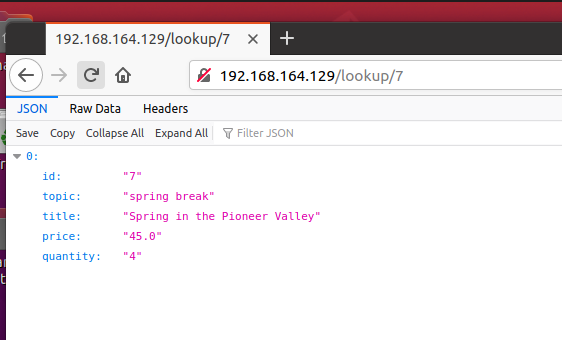 192.168.164.129/lookup/7
192.168.164.129/lookup/7
JSON Raw Data Headers
Save Copy Collapse All Expand All Filter JSON
0:
id: "7"
topic: "spring break"
title: "Spring in the Pioneer Valley"
price: "45.0"
quantity: "4"